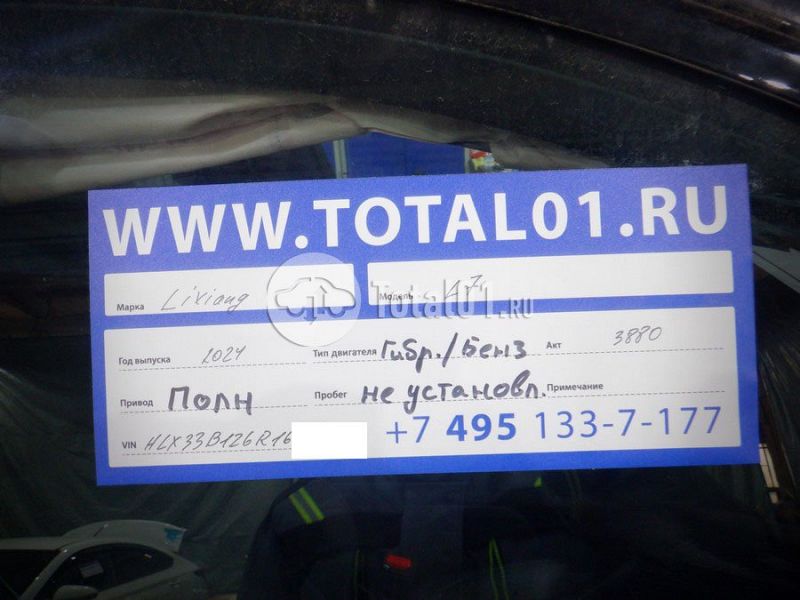 WWW.TOTAL01.RU
Марка Lixiang Модель L7
Total01.RU
Год выпуска 2024 Тип двигателя Гибр./Бенз Акт 3880
Привод Полн Пробег не установл. Примечание
VIN HLX33B126R16 +7 495 133-7-177